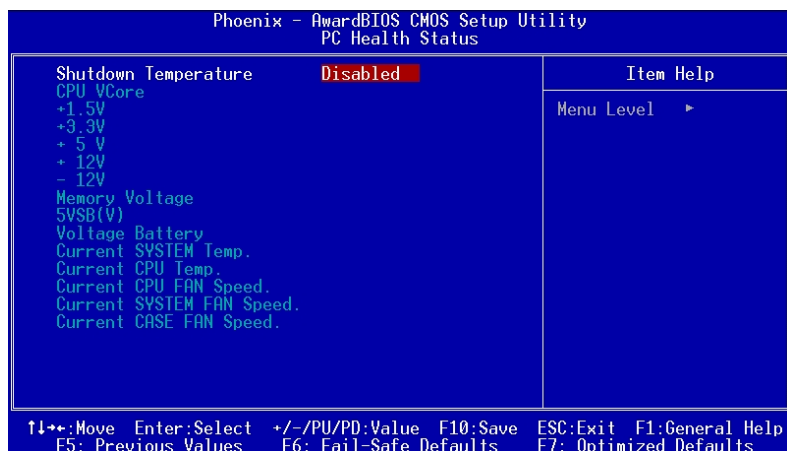 Phoenix - AwardBIOS CMOS Setup Utility
PC Health Status
Shutdown Temperature Disabled
CPU VCore
+1.5V
+3.3V
+ 5 V
+ 12V
- 12V
Memory Voltage
5VSB(V)
Voltage Battery
Current SYSTEM Temp.
Current CPU Temp.
Current CPU FAN Speed.
Current SYSTEM FAN Speed.
Current CASE FAN Speed.
Item Help
Menu Level ►
↑↓→←:Move Enter:Select +/-/PU/PD:Value F10:Save ESC:Exit F1:General Help
F5: Previous Values F6: Fail-Safe Defaults F7: Optimized Defaults